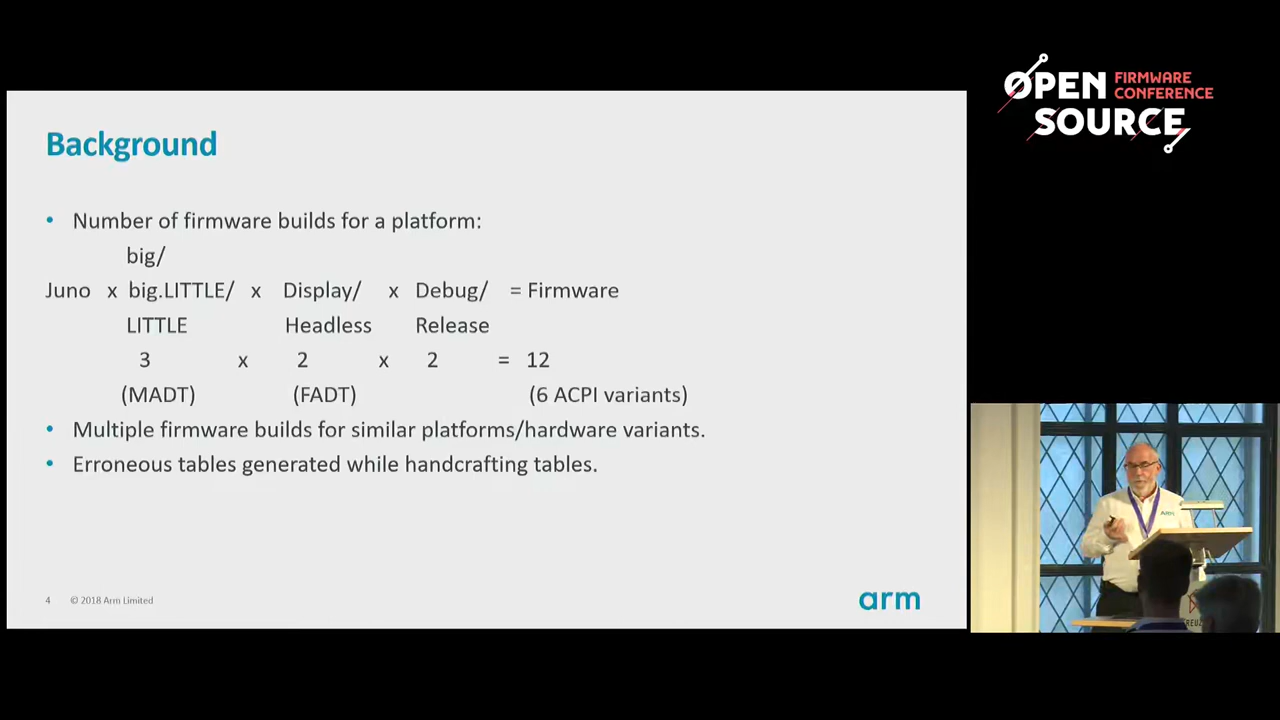 OPEN FIRMWARE
CONFERENCE
SOURCE
Background
• Number of firmware builds for a platform:
big/
Juno x big.LITTLE/ x Display/ x Debug/ = Firmware
LITTLE Headless Release
3 x 2 x 2 = 12
(MADT) (FADT) (6 ACPI variants)
• Multiple firmware builds for similar platforms/hardware variants.
• Erroneous tables generated while handcrafting tables.
4 © 2018 Arm Limited
arm